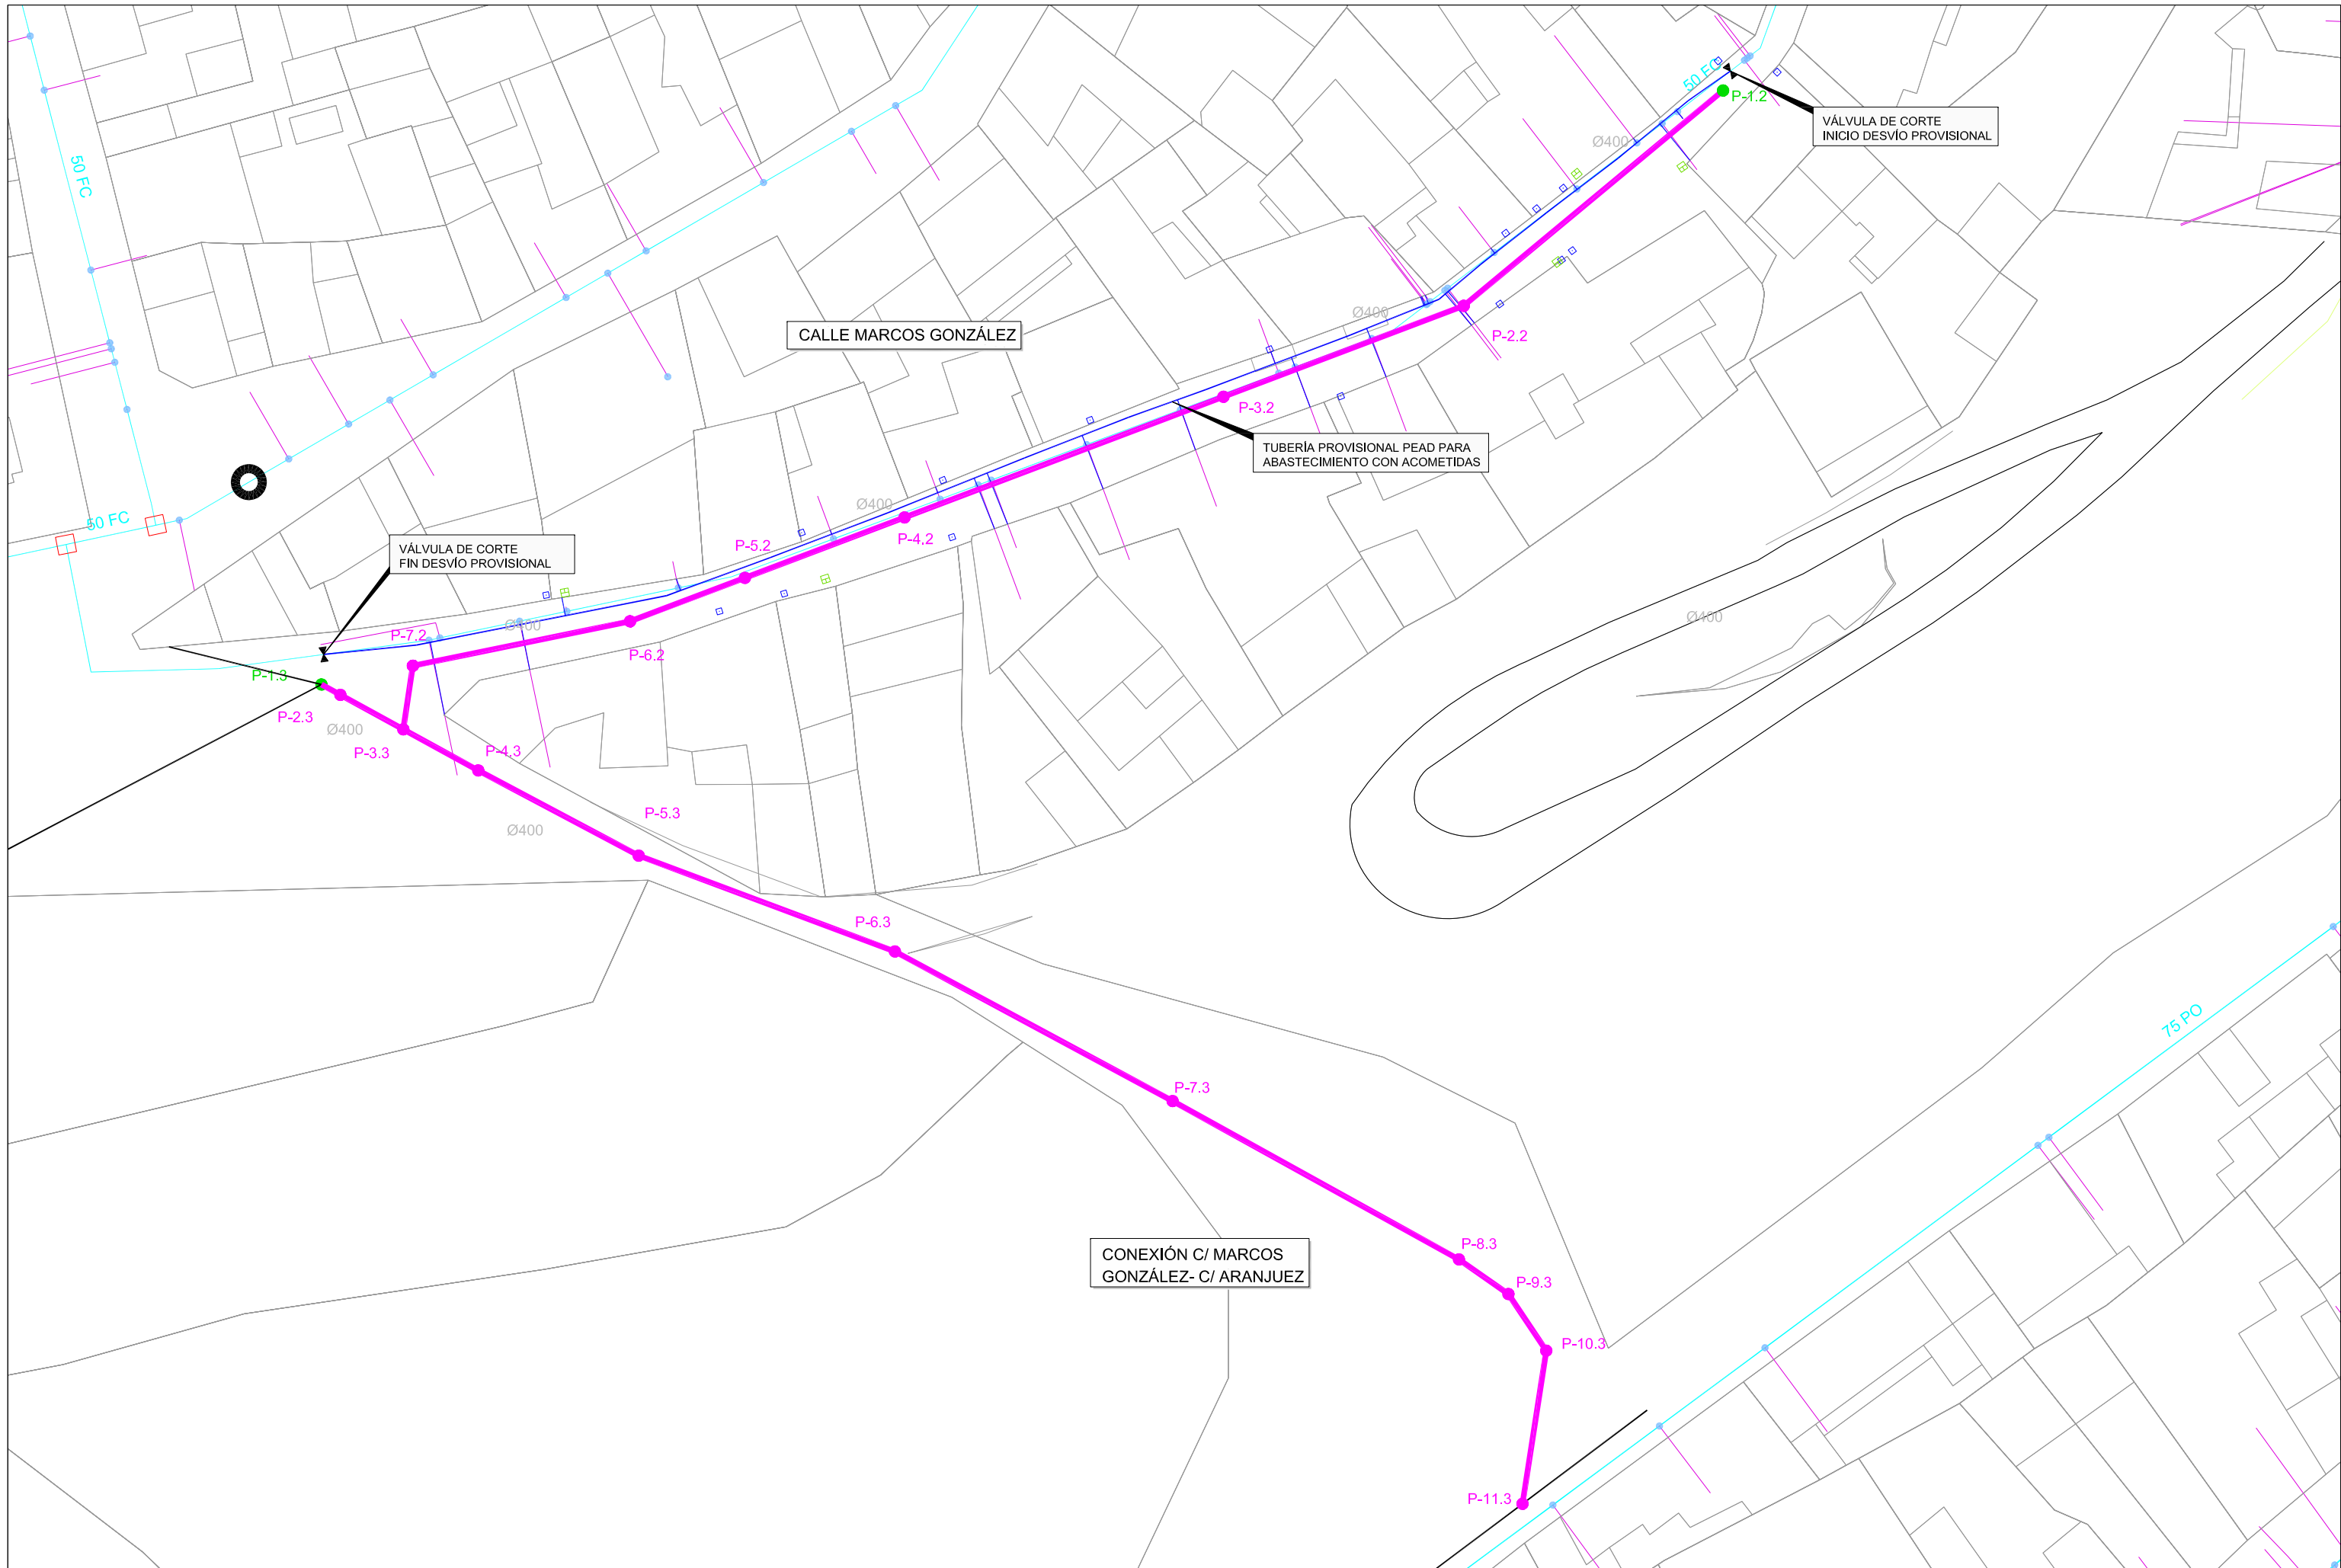 50 FC
P-1.2
VÁLVULA DE CORTE
INICIO DESVÍO PROVISIONAL
Ø400
50 FC
Ø400
CALLE MARCOS GONZÁLEZ
P-2.2
P-3.2
TUBERÍA PROVISIONAL PEAD PARA
ABASTECIMIENTO CON ACOMETIDAS
Ø400
50 FC
P-4.2
VÁLVULA DE CORTE
FIN DESVÍO PROVISIONAL
P-5.2
Ø400
Ø400
P-7.2
P-6.2
P-1.3
P-2.3
Ø400
P-3.3
P-4.3
P-5.3
Ø400
P-6.3
75 PO
P-7.3
P-8.3
CONEXIÓN C/ MARCOS
GONZÁLEZ- C/ ARANJUEZ
P-9.3
P-10.3
P-11.3